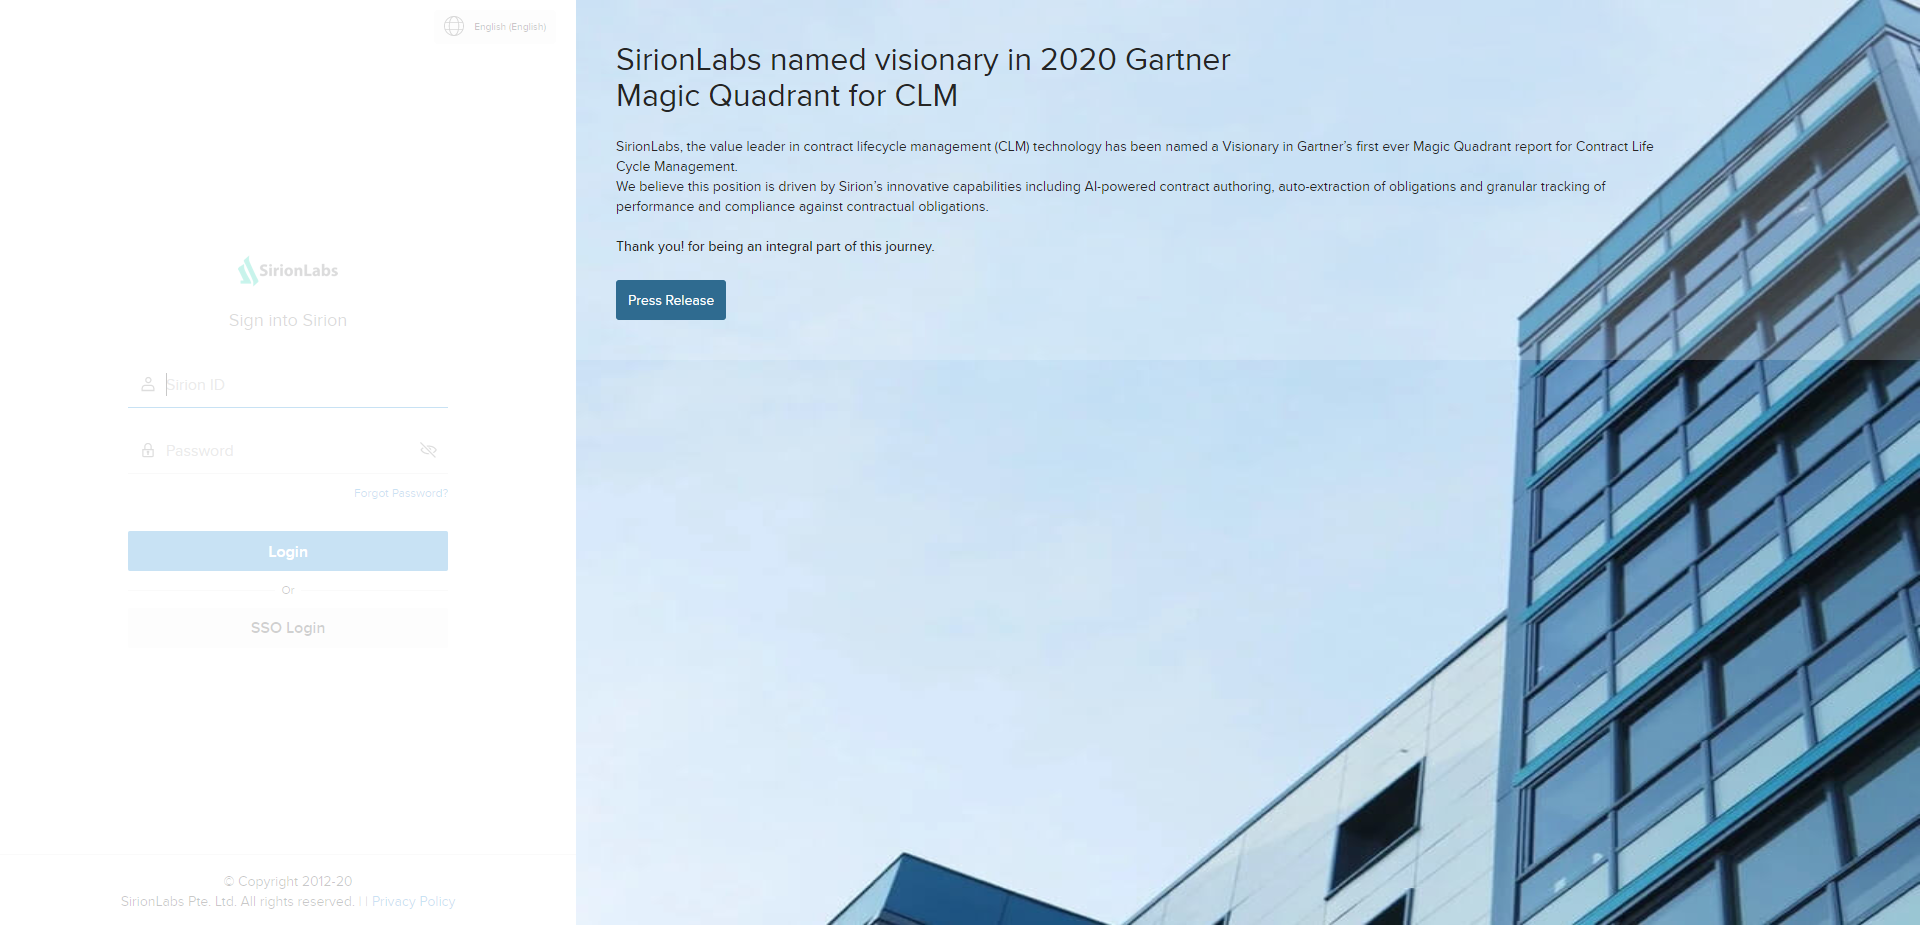 English (English)
SirionLabs
Sign into Sirion
Sirion ID
Password
Forgot Password?
Login
Or
SSO Login
© Copyright 2012-20
SirionLabs Pte. Ltd. All rights reserved. | | Privacy Policy
SirionLabs named visionary in 2020 Gartner
Magic Quadrant for CLM
SirionLabs, the value leader in contract lifecycle management (CLM) technology has been named a Visionary in Gartner’s first ever Magic Quadrant report for Contract Life
Cycle Management.
We believe this position is driven by Sirion’s innovative capabilities including AI-powered contract authoring, auto-extraction of obligations and granular tracking of
performance and compliance against contractual obligations.
Thank you! for being an integral part of this journey.
Press Release